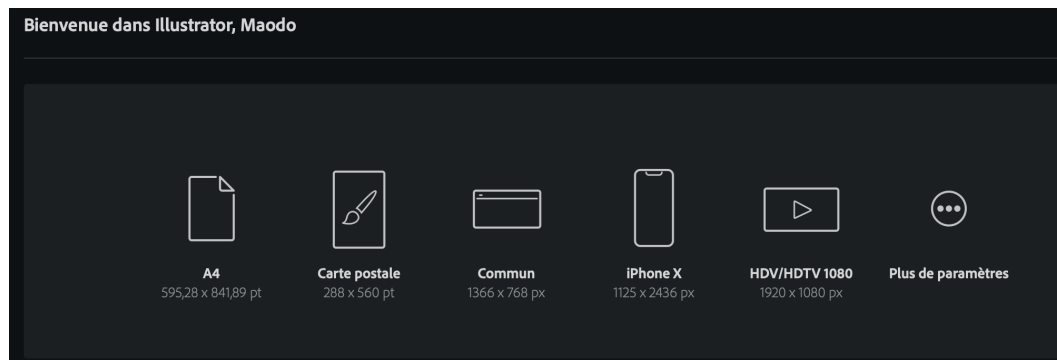 Bienvenue dans Illustrator, Maodo
A4
595,28 x 841,89 pt
Carte postale
288 x 560 pt
Commun
1366 x 768 px
iPhone X
1125 x 2436 px
HDV/HDTV 1080
1920 x 1080 px
Plus de paramètres